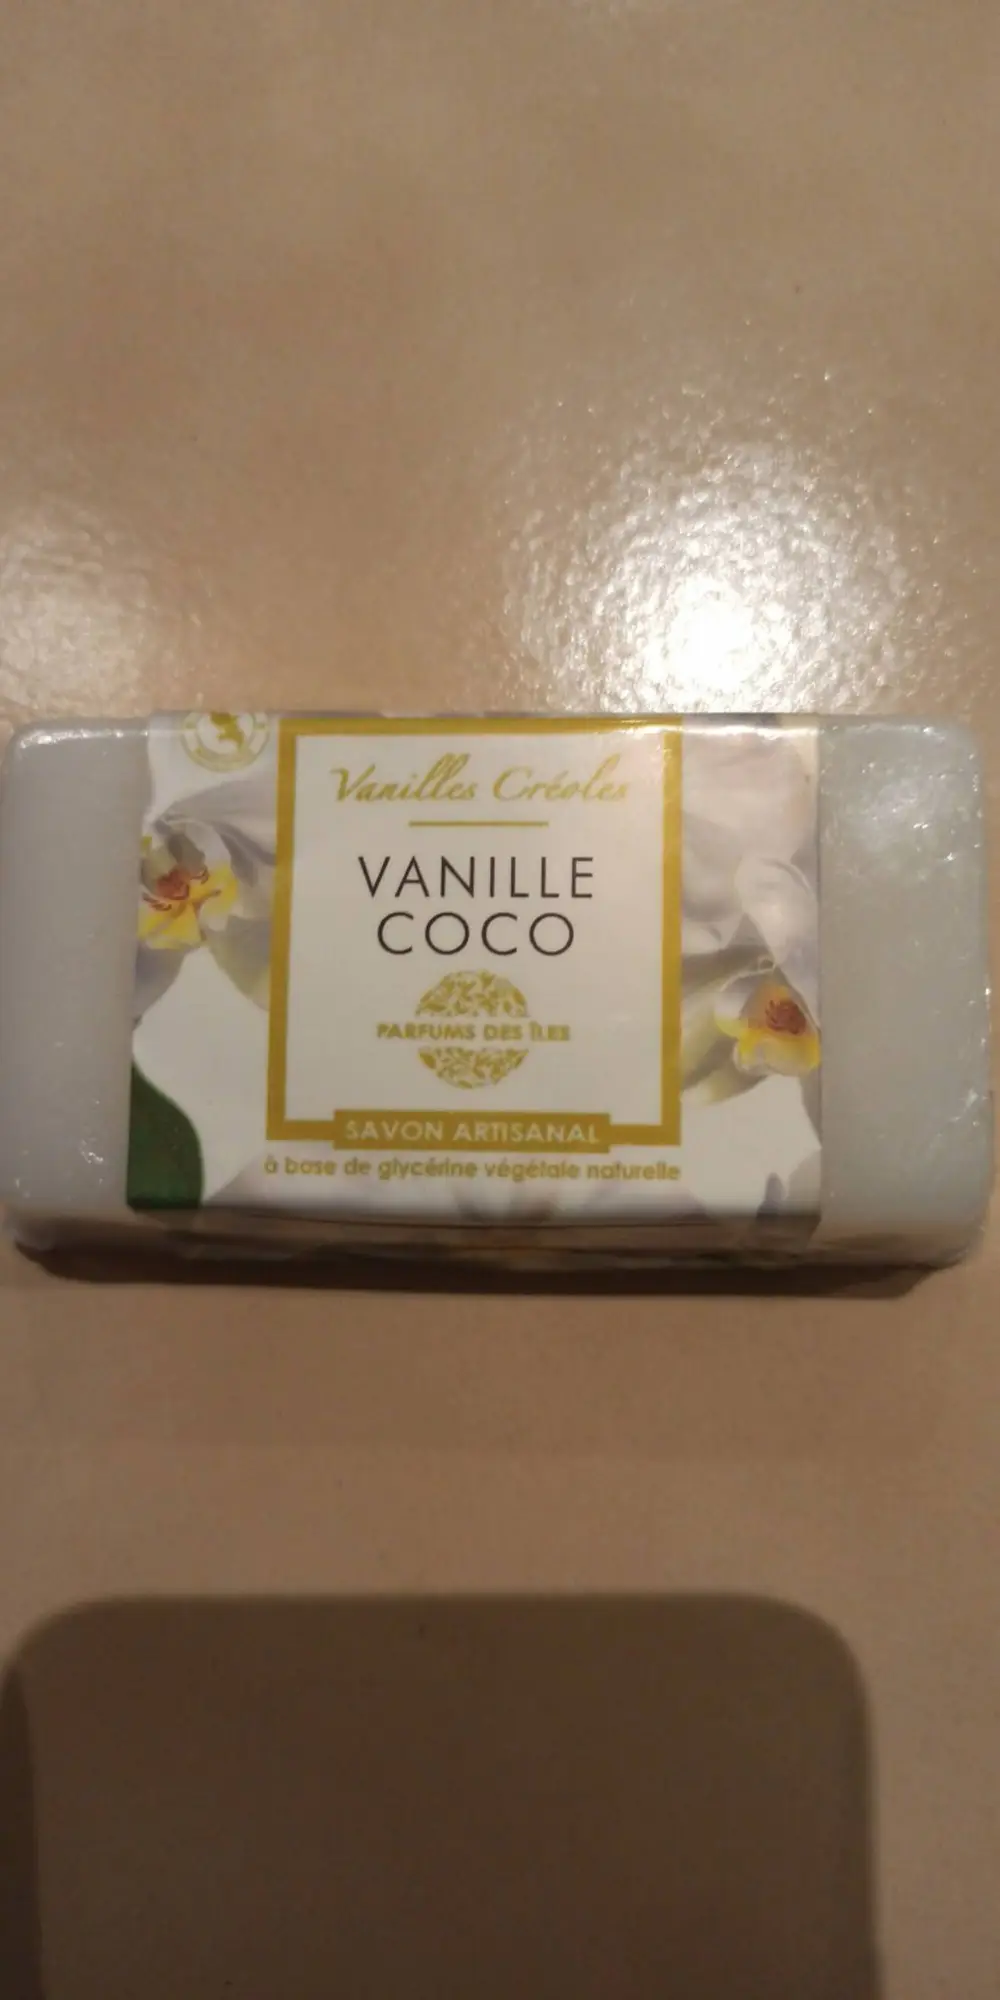 Vanilles Créoles
VANILLE
COCO
PARFUMS DES ÎLES
SAVON ARTISANAL
à base de glycérine végétale naturelle